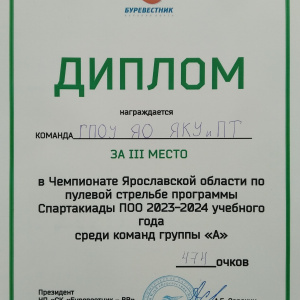 БУРЕВЕСТНИК
ДИПЛОМ
награждается
КОМАНДА ГПОУ ЯО ЯКУиПТ
ЗА III МЕСТО
в Чемпионате Ярославской области по
пулевой стрельбе программы
Спартакиады ПОО 2023–2024 учебного
года
среди команд группы «А»
474 очков
Президент